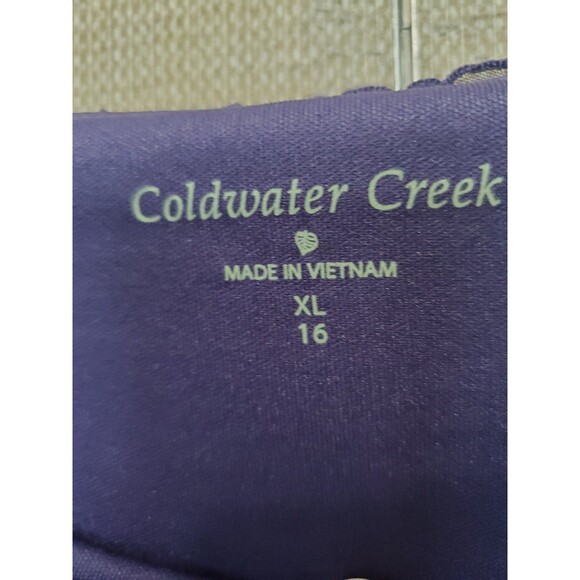 Coldwater Creek
MADE IN VIETNAM
XL
16